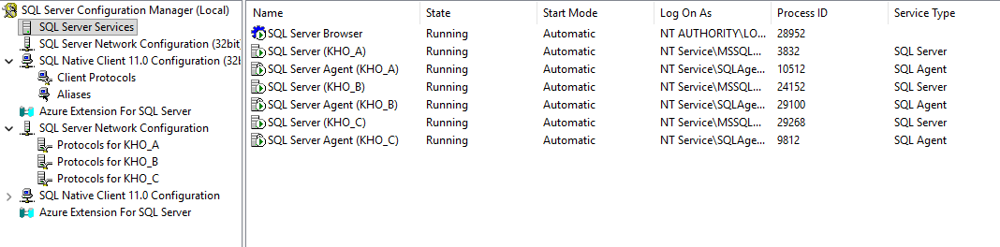 SQL Server Configuration Manager (Local)
SQL Server Services
SQL Server Network Configuration (32bit
SQL Native Client 11.0 Configuration (32b
Client Protocols
Aliases
Azure Extension For SQL Server
SQL Server Network Configuration
Protocols for KHO_A
Protocols for KHO_B
Protocols for KHO_C
SQL Native Client 11.0 Configuration
Azure Extension For SQL Server
Name State Start Mode Log On As Process ID Service Type
SQL Server Browser Running Automatic NT AUTHORITY\LO... 28952
SQL Server (KHO_A) Running Automatic NT Service\MSSQL... 3832 SQL Server
SQL Server Agent (KHO_A) Running Automatic NT Service\SQLAge... 10512 SQL Agent
SQL Server (KHO_B) Running Automatic NT Service\MSSQL... 24152 SQL Server
SQL Server Agent (KHO_B) Running Automatic NT Service\SQLAge... 29100 SQL Agent
SQL Server (KHO_C) Running Automatic NT Service\MSSQL... 29268 SQL Server
SQL Server Agent (KHO_C) Running Automatic NT Service\SQLAge... 9812 SQL Agent